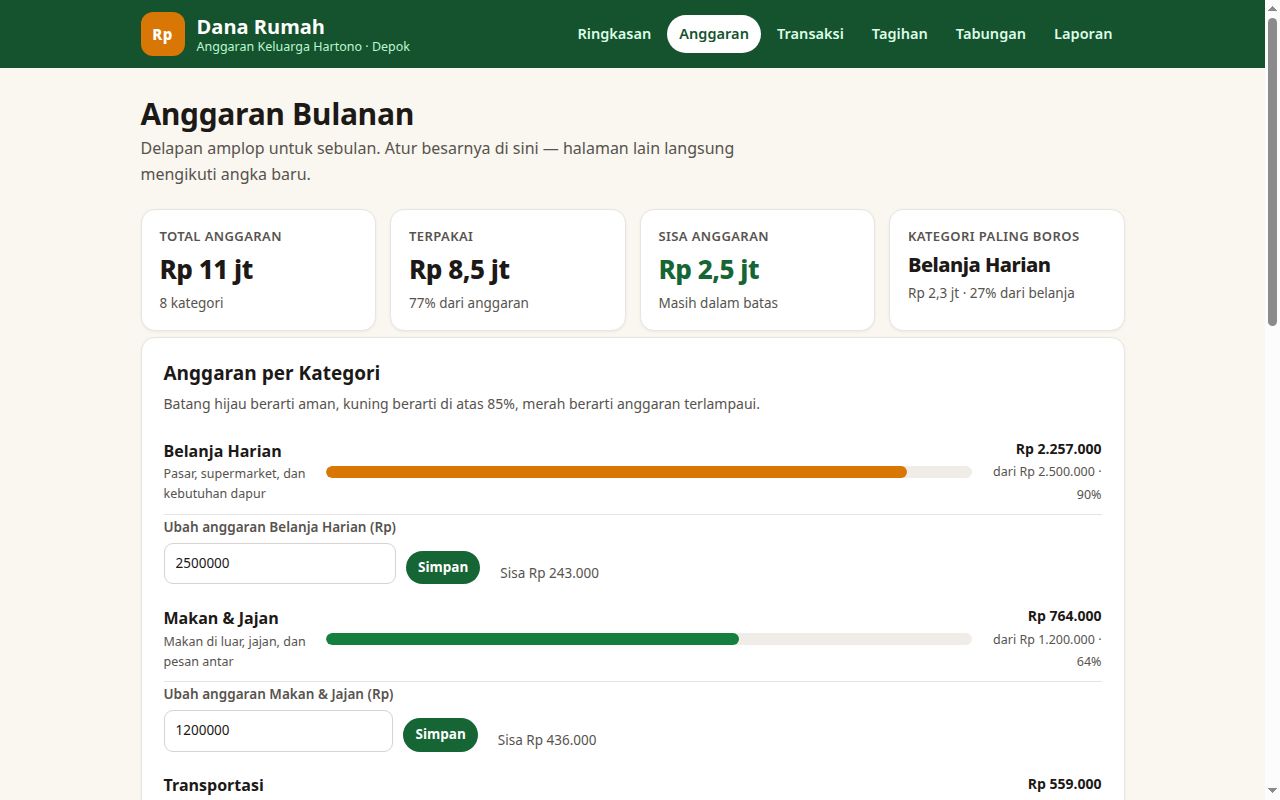 Rp
Dana Rumah
Anggaran Keluarga Hartono · Depok
Ringkasan
Anggaran
Transaksi
Tagihan
Tabungan
Laporan
Anggaran Bulanan
Delapan amplop untuk sebulan. Atur besarnya di sini — halaman lain langsung
mengikuti angka baru.
TOTAL ANGGARAN
Rp 11 jt
8 kategori
TERPAKAI
Rp 8,5 jt
77% dari anggaran
SISA ANGGARAN
Rp 2,5 jt
Masih dalam batas
KATEGORI PALING BOROS
Belanja Harian
Rp 2,3 jt · 27% dari belanja
Anggaran per Kategori
Batang hijau berarti aman, kuning berarti di atas 85%, merah berarti anggaran terlampaui.
Belanja Harian
Pasar, supermarket, dan
kebutuhan dapur
Rp 2.257.000
dari Rp 2.500.000 ·
90%
Ubah anggaran Belanja Harian (Rp)
2500000
Simpan
Sisa Rp 243.000
Makan & Jajan
Makan di luar, jajan, dan
pesan antar
Rp 764.000
dari Rp 1.200.000 ·
64%
Ubah anggaran Makan & Jajan (Rp)
1200000
Simpan
Sisa Rp 436.000
Transportasi
Rp 559.000